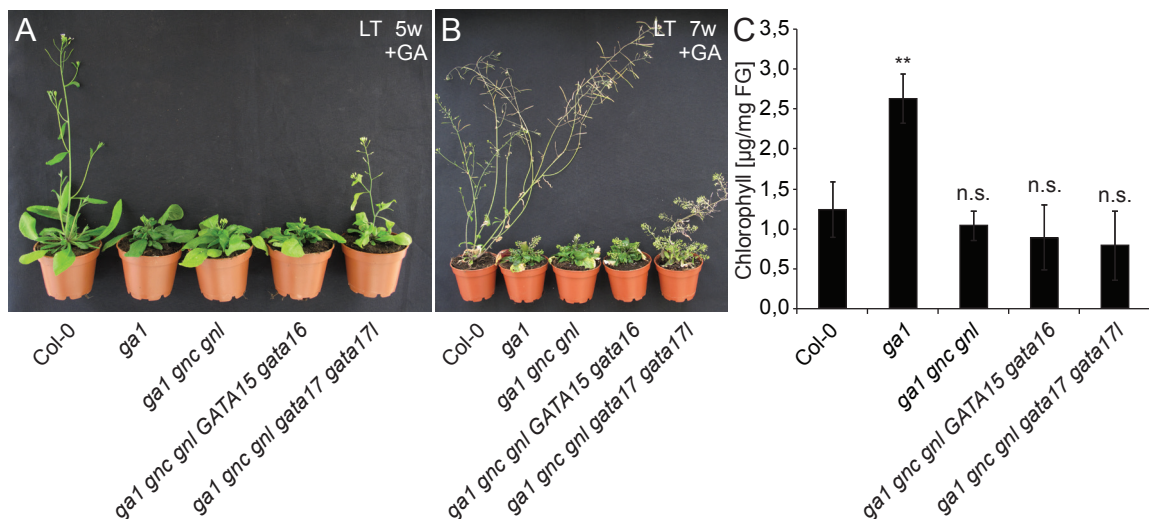 A
LT 5w
+GA
Col-0
ga1
ga1 gnc gnl
ga1 gnc gnl GATA15 gata16
ga1 gnc gnl gata17 gata17l
B
LT 7w
+GA
Col-0
ga1
ga1 gnc gnl
ga1 gnc gnl GATA15 gata16
ga1 gnc gnl gata17 gata17l
C
Chlorophyll [µg/mg FG]
3,5
3,0
2,5
2,0
1,5
1,0
0,5
0,0
**
n.s.
n.s.
n.s.
Col-0
ga1
ga1 gnc gnl
ga1 gnc gnl GATA15 gata16
ga1 gnc gnl gata17 gata17l